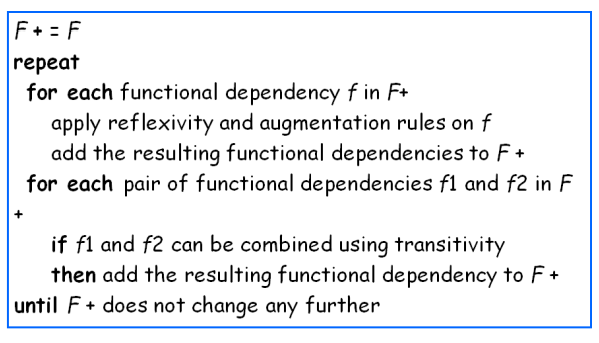 F + = F
repeat
for each functional dependency f in F+
apply reflexivity and augmentation rules on f
add the resulting functional dependencies to F +
for each pair of functional dependencies f1 and f2 in F
+
if f1 and f2 can be combined using transitivity
then add the resulting functional dependency to F +
until F + does not change any further